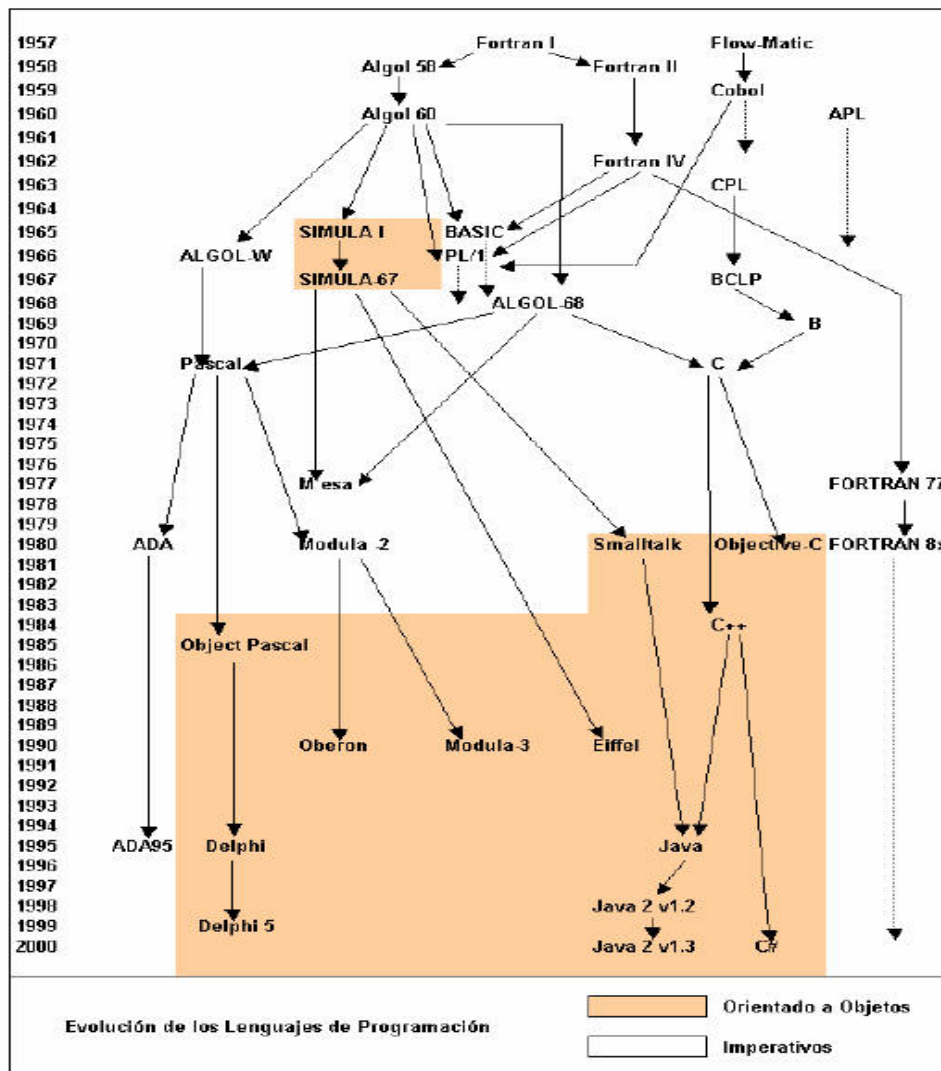 1957 Fortran I Flow-Matic
1958 Algol 58 Fortran II
1959 Cobol
1960 Algol 60 APL
1961
1962 Fortran IV
1963 CPL
1964
1965 SIMULA I BASIC
1966 ALGOL-W PL/1
1967 SIMULA-67 BCLP
1968 ALGOL-68
1969 B
1970
1971 Pascal C
1972
1973
1974
1975
1976
1977 Mesa FORTRAN 77
1978
1979
1980 ADA Modula -2 Smalltalk Objective-C FORTRAN 8x
1981
1982
1983
1984 C++
1985 Object Pascal
1986
1987
1988
1989
1990 Oberon Modula-3 Eiffel
1991
1992
1993
1994
1995 ADA95 Delphi Java
1996
1997
1998 Java 2 v1.2
1999 Delphi 5
2000 Java 2 v1.3 C#
Evolución de los Lenguajes de Programación
Orientado a Objetos
Imperativos